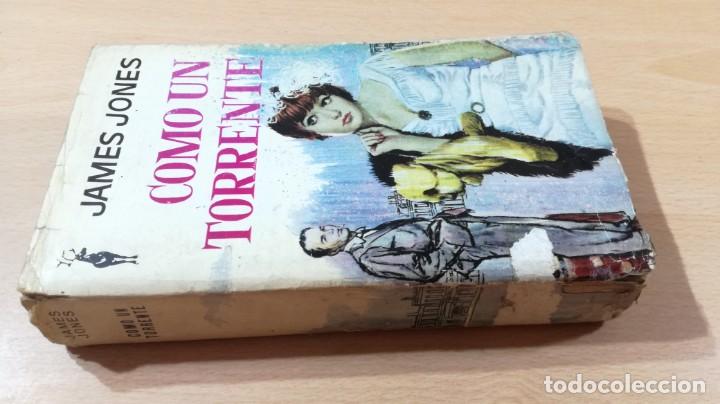 JAMES JONES
COMO UN
TORRENTE
JAMES
JONES
COMO UN
TORRENTE
todocoleccion